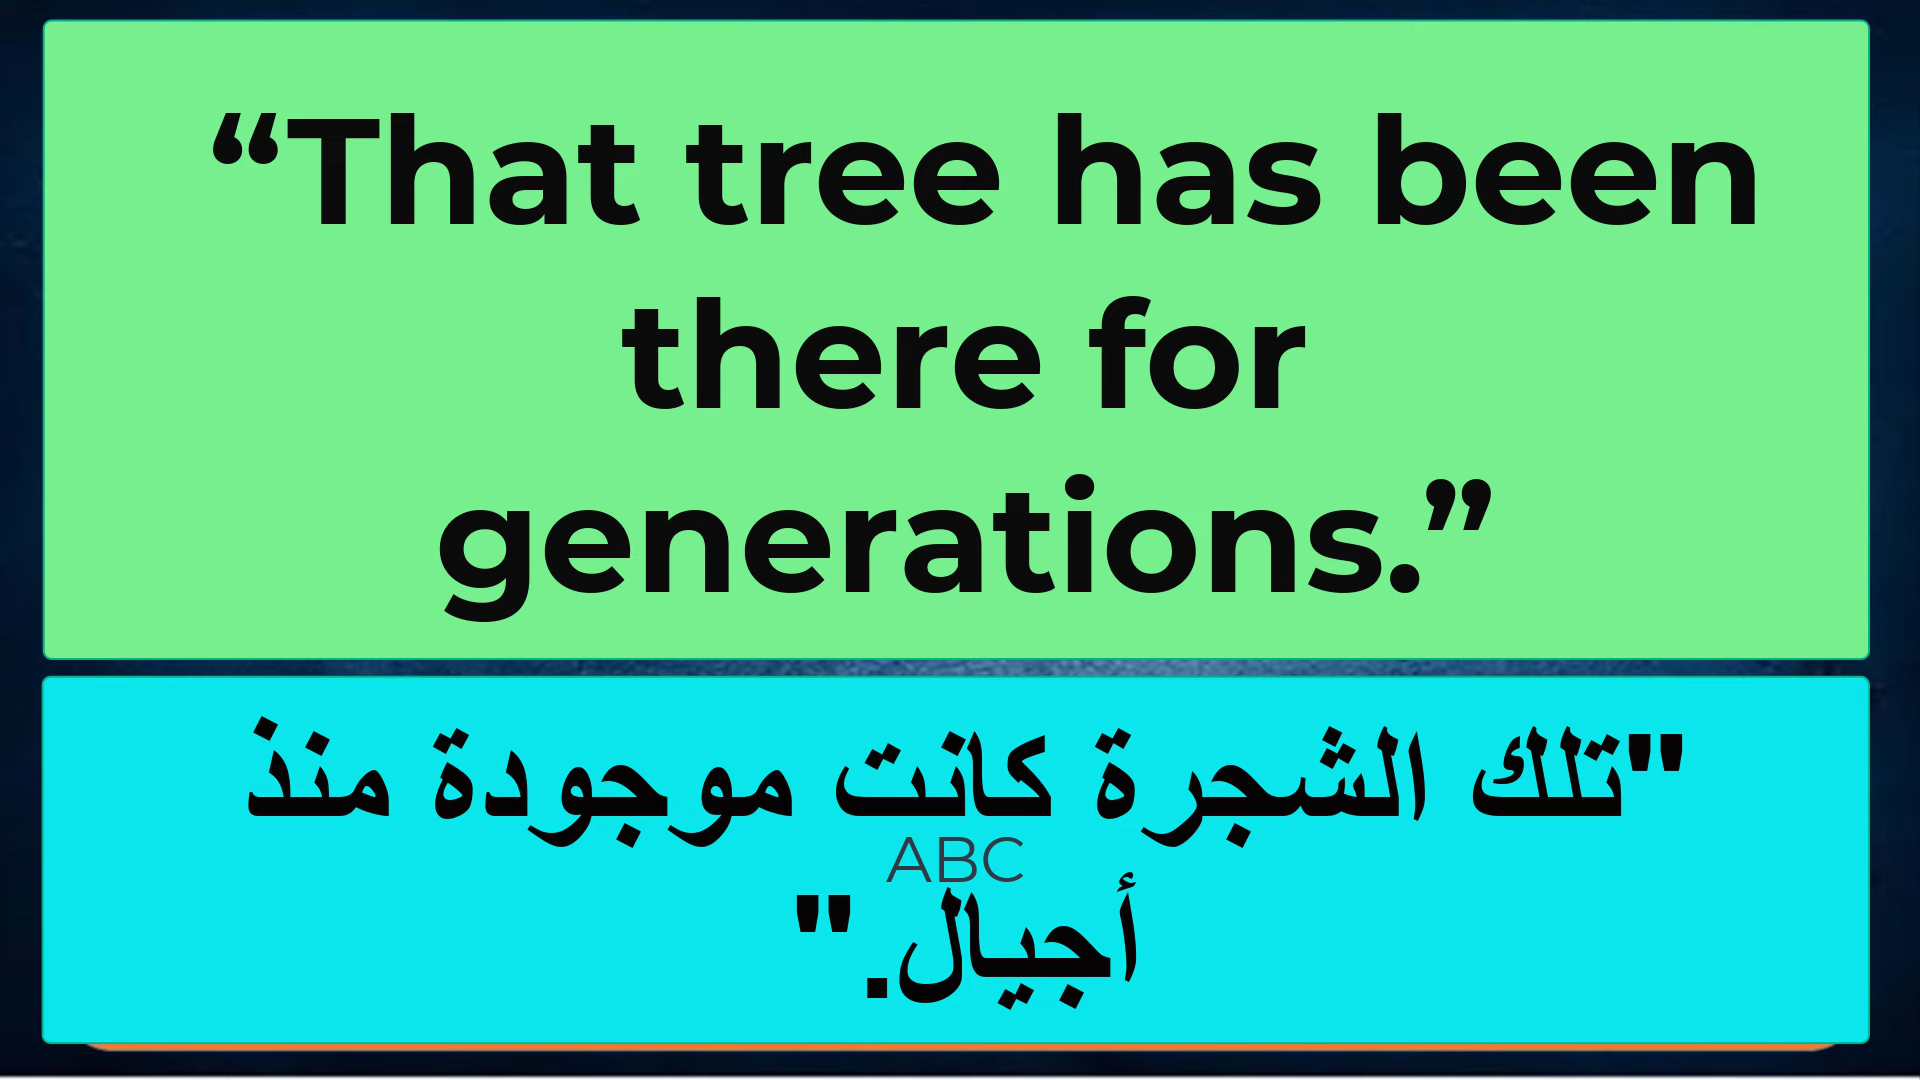 “That tree has been
there for
generations.”
"تلك الشجرة كانت موجودة منذ
ABC
أجيال."